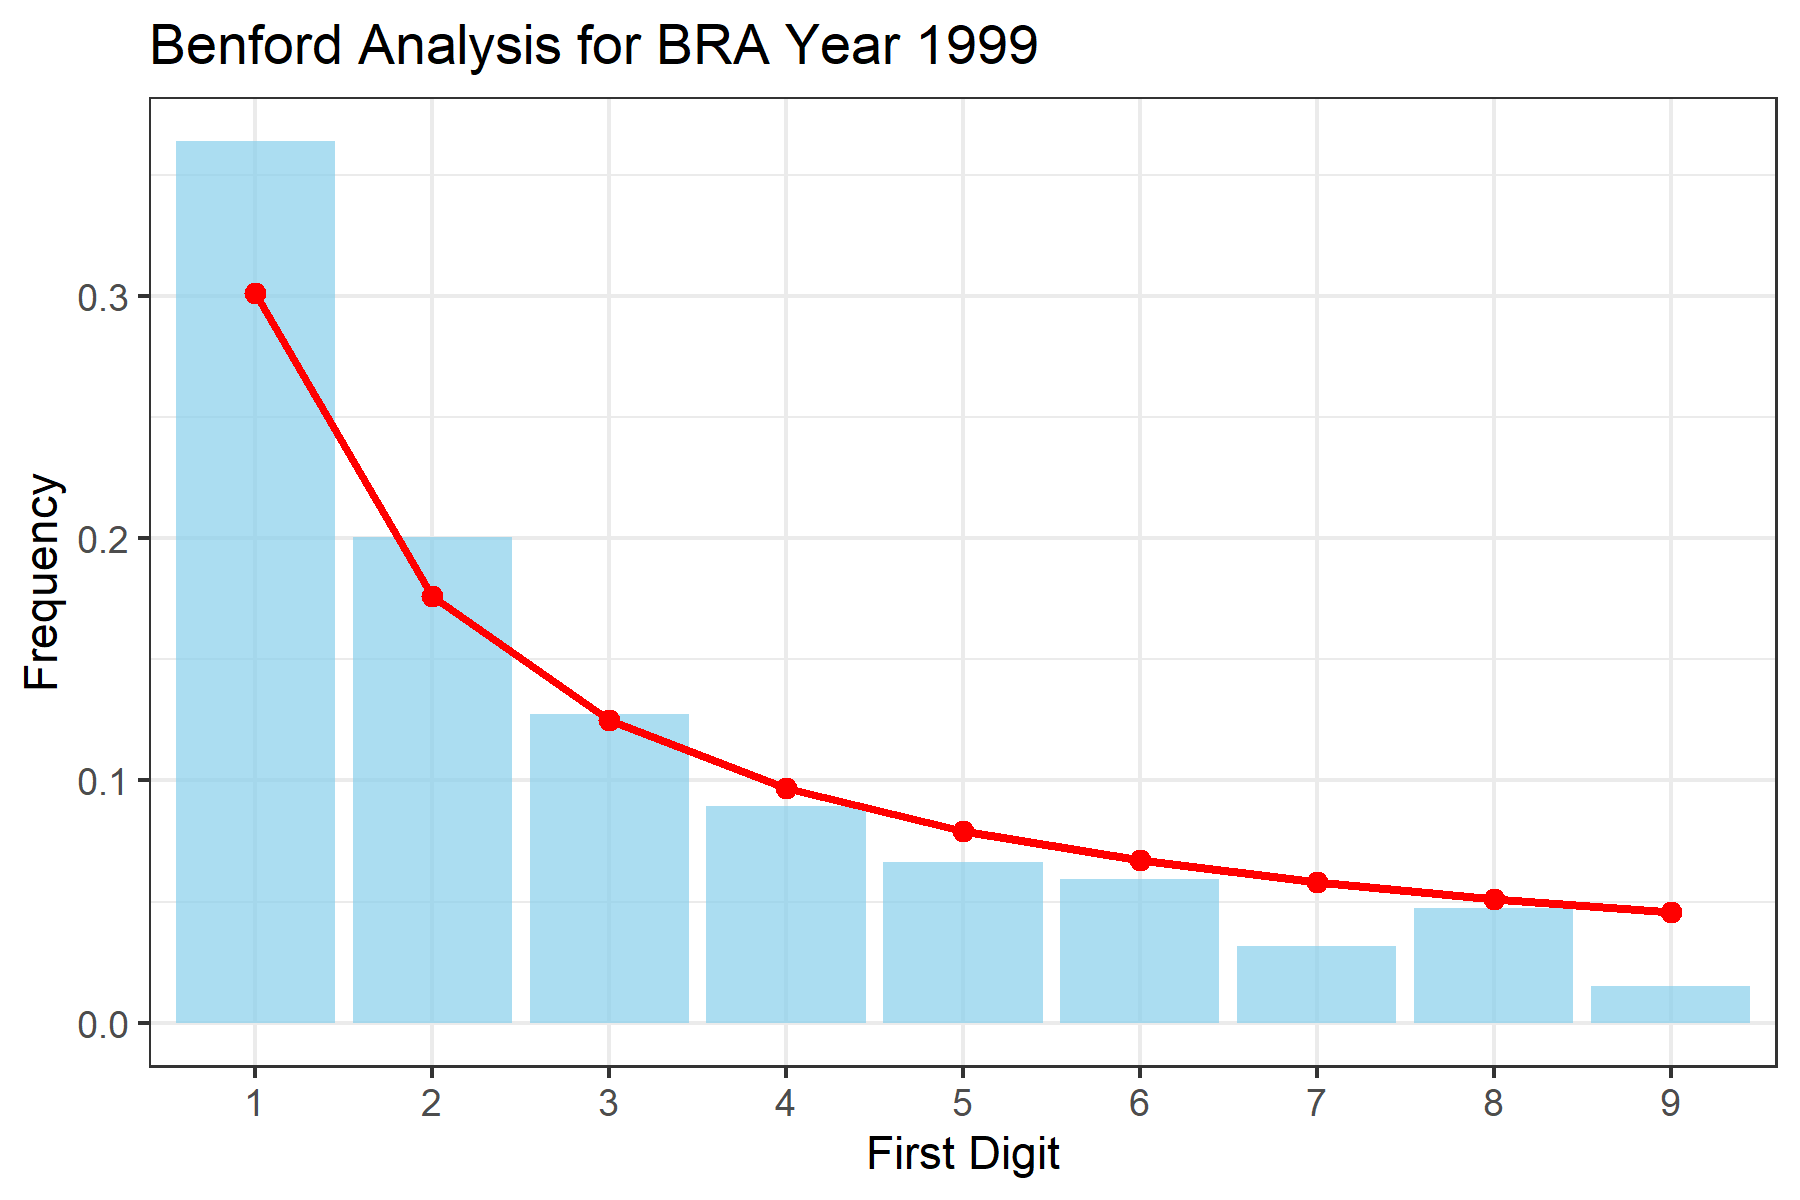 Benford Analysis for BRA Year 1999
Frequency
0.3
0.2
0.1
0.0
1 2 3 4 5 6 7 8 9
First Digit